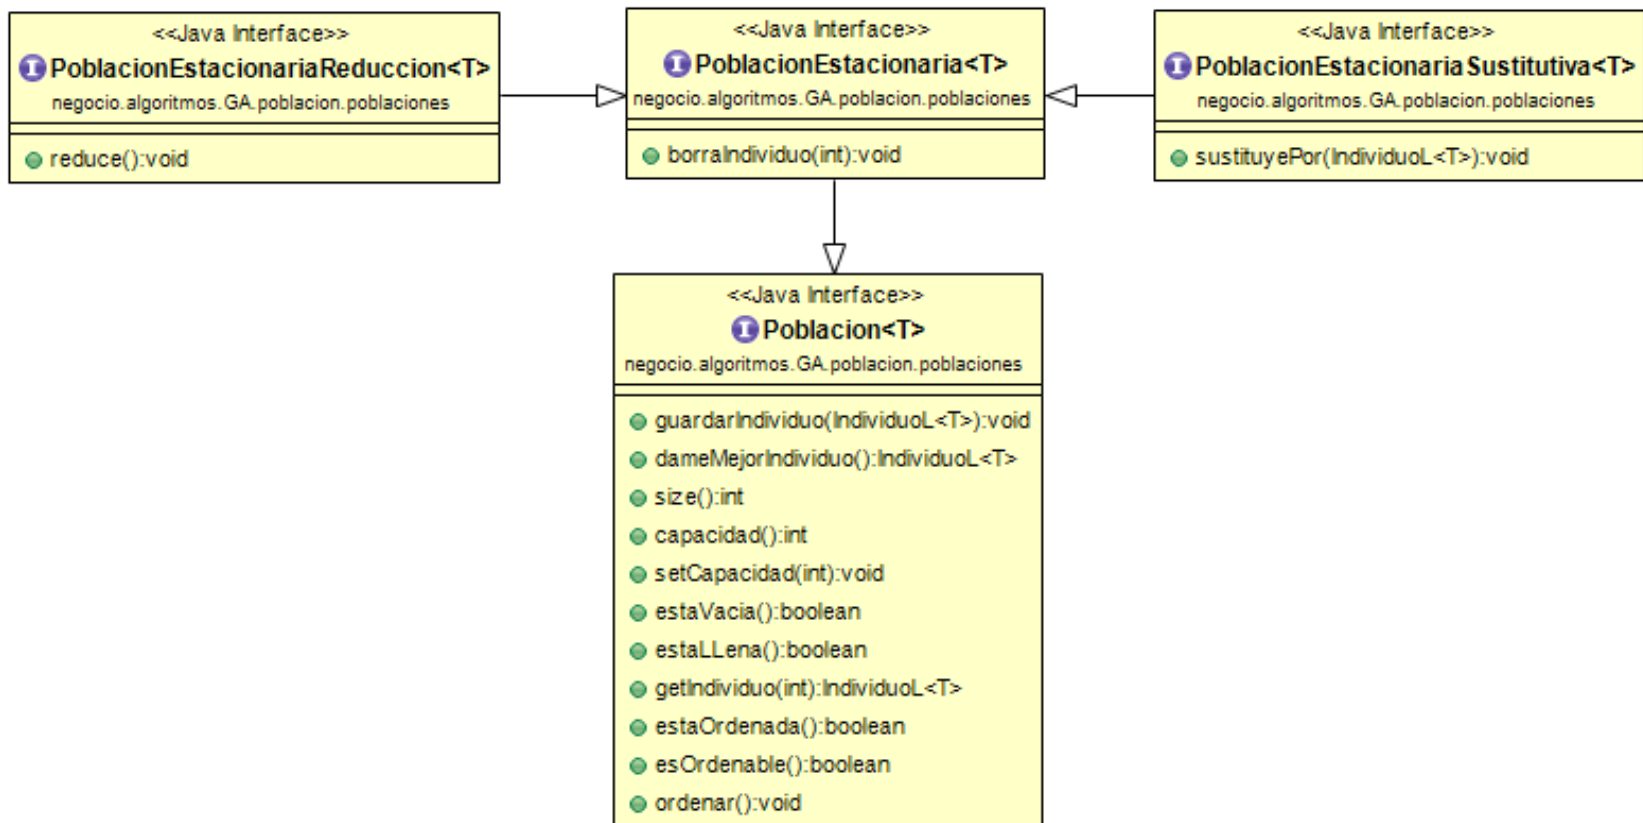 <<Java Interface>>
PoblacionEstacionariaReduccion<T>
negocio.algoritmos.GA.poblacion.poblaciones
reduce():void
<<Java Interface>>
PoblacionEstacionaria<T>
negocio.algoritmos.GA.poblacion.poblaciones
borraIndividuo(int):void
<<Java Interface>>
PoblacionEstacionariaSustitutiva<T>
negocio.algoritmos.GA.poblacion.poblaciones
sustituyePor(IndividuoL<T>):void
<<Java Interface>>
Poblacion<T>
negocio.algoritmos.GA.poblacion.poblaciones
guardarIndividuo(IndividuoL<T>):void
dameMejorIndividuo():IndividuoL<T>
size():int
capacidad():int
setCapacidad(int):void
estaVacia():boolean
estaLLena():boolean
getIndividuo(int):IndividuoL<T>
estaOrdenada():boolean
esOrdenable():boolean
ordenar():void